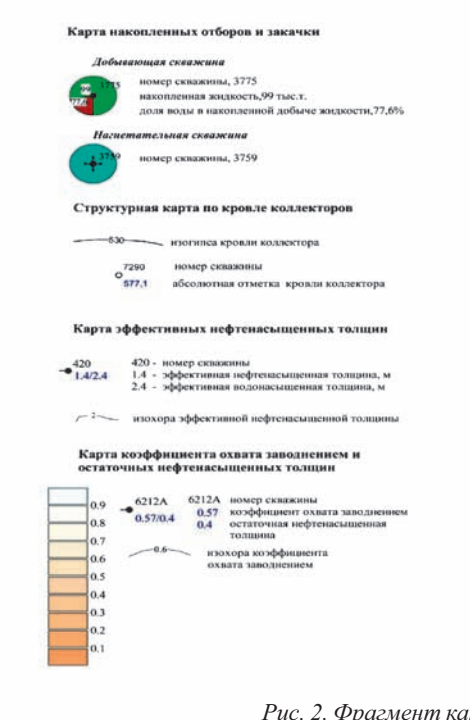 Карта накопленных отборов и закачки
Добывающая скважина
3775
номер скважины, 3775
накопленная жидкость,99 тыс.т.
доля воды в накопленной добыче жидкости,77,6%
Нагнетательная скважина
3759
номер скважины, 3759
Структурная карта по кровле коллекторов
530
изогипса кровли коллектора
7290
номер скважины
577,1
абсолютная отметка кровли коллектора
Карта эффективных нефтенасыщенных толщин
420
1.4/2.4
420 - номер скважины
1.4 - эффективная нефтенасыщенная толщина, м
2.4 - эффективная водонасыщенная толщина, м
2
изохора эффективной нефтенасыщенной толщины
Карта коэффициента охвата заводнением и
остаточных нефтенасыщенных толщин
0.9
0.8
0.7
0.6
0.5
0.4
0.3
0.2
0.1
6212А
0.57/0.4
6212А номер скважины
0.57 коэффициент охвата заводнением
0.4 остаточная нефтенасыщенная
толщина
0.6
изохора коэффициента
охвата заводнением
Рис. 2. Фрагмент ка